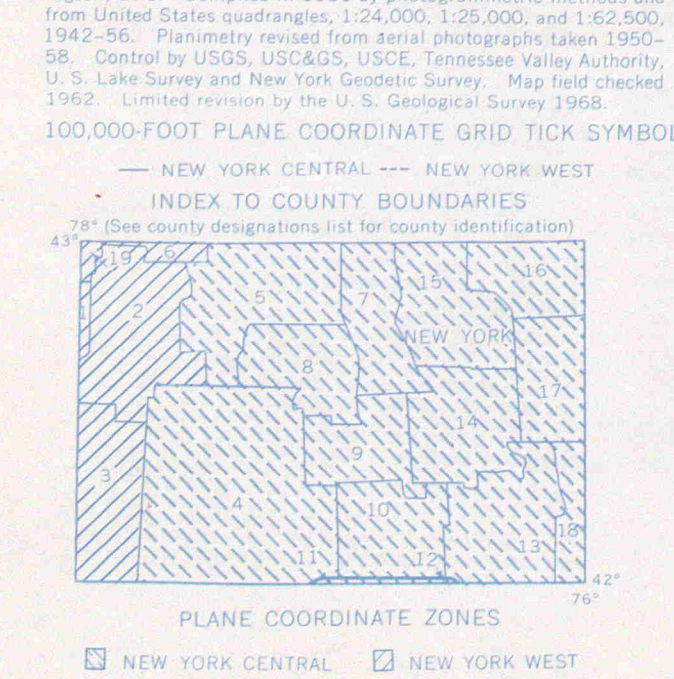 from United States quadrangles, 1:24,000, 1:25,000, and 1:62,500,
1942–56. Planimetry revised from aerial photographs taken 1950–
58. Control by USGS, USC&GS, USCE, Tennessee Valley Authority,
U. S. Lake Survey and New York Geodetic Survey. Map field checked
1962. Limited revision by the U. S. Geological Survey 1968.
100,000-FOOT PLANE COORDINATE GRID TICK SYMBOL
— NEW YORK CENTRAL --- NEW YORK WEST
INDEX TO COUNTY BOUNDARIES
78° (See county designations list for county identification)
43°
19 6
15 16
1 2 5 7
NEW YORK
8
17
14
9
3
4 10
18
11 12 13
42°
76°
PLANE COORDINATE ZONES
NEW YORK CENTRAL NEW YORK WEST